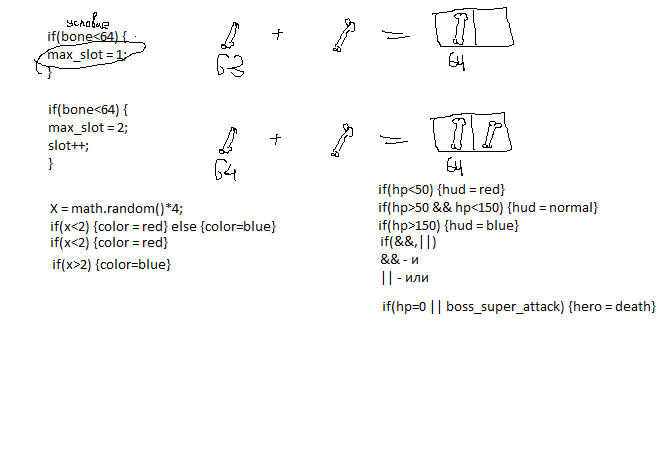 условие
if(bone<64) {
max_slot = 1;
}
+
=
63
64
if(bone<64) {
max_slot = 2;
slot++;
}
+
=
64
64
X = math.random()*4;
if(x<2) {color = red} else {color=blue}
if(x<2) {color = red}
if(x>2) {color=blue}
if(hp<50) {hud = red}
if(hp>50 && hp<150) {hud = normal}
if(hp>150) {hud = blue}
if(&&,||)
&& - и
|| - или
if(hp=0 || boss_super_attack) {hero = death}